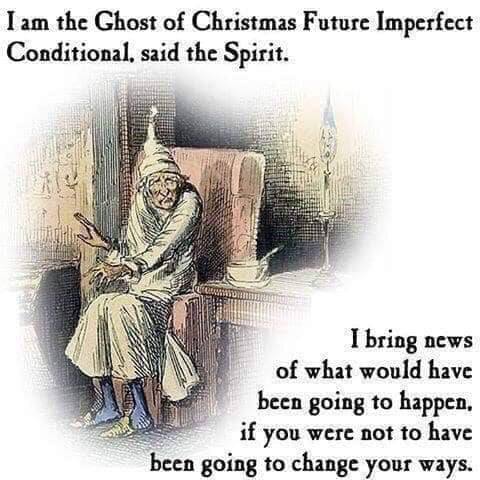 I am the Ghost of Christmas Future Imperfect
Conditional, said the Spirit.
I bring news
of what would have
been going to happen,
if you were not to have
been going to change your ways.